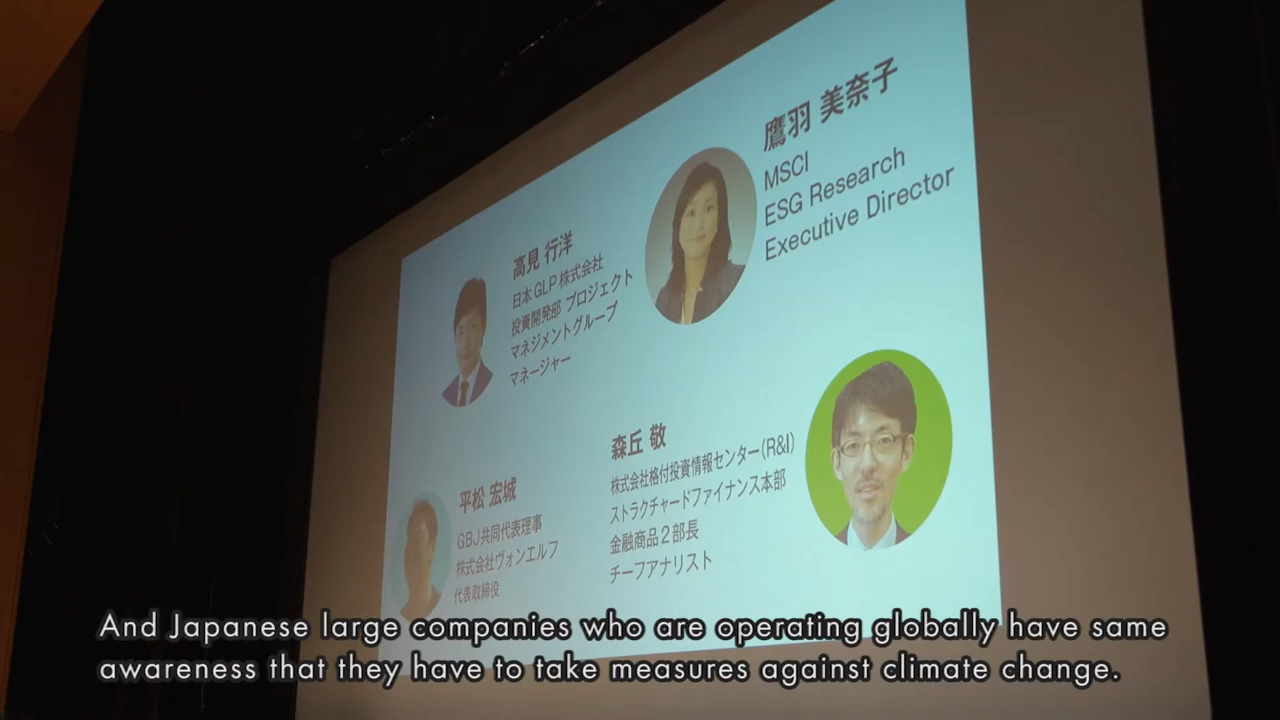 鷹羽 美奈子
MSCI
ESG Research
Executive Director
高見 行洋
日本GLP株式会社
投資開発部 プロジェクト
マネジメントグループ
マネージャー
森丘 敬
株式会社格付投資情報センター(R&I)
ストラクチャードファイナンス本部
金融商品2部長
チーフアナリスト
平松 宏城
GBJ共同代表理事
株式会社ヴォンエルフ
代表取締役
And Japanese large companies who are operating globally have same
awareness that they have to take measures against climate change.